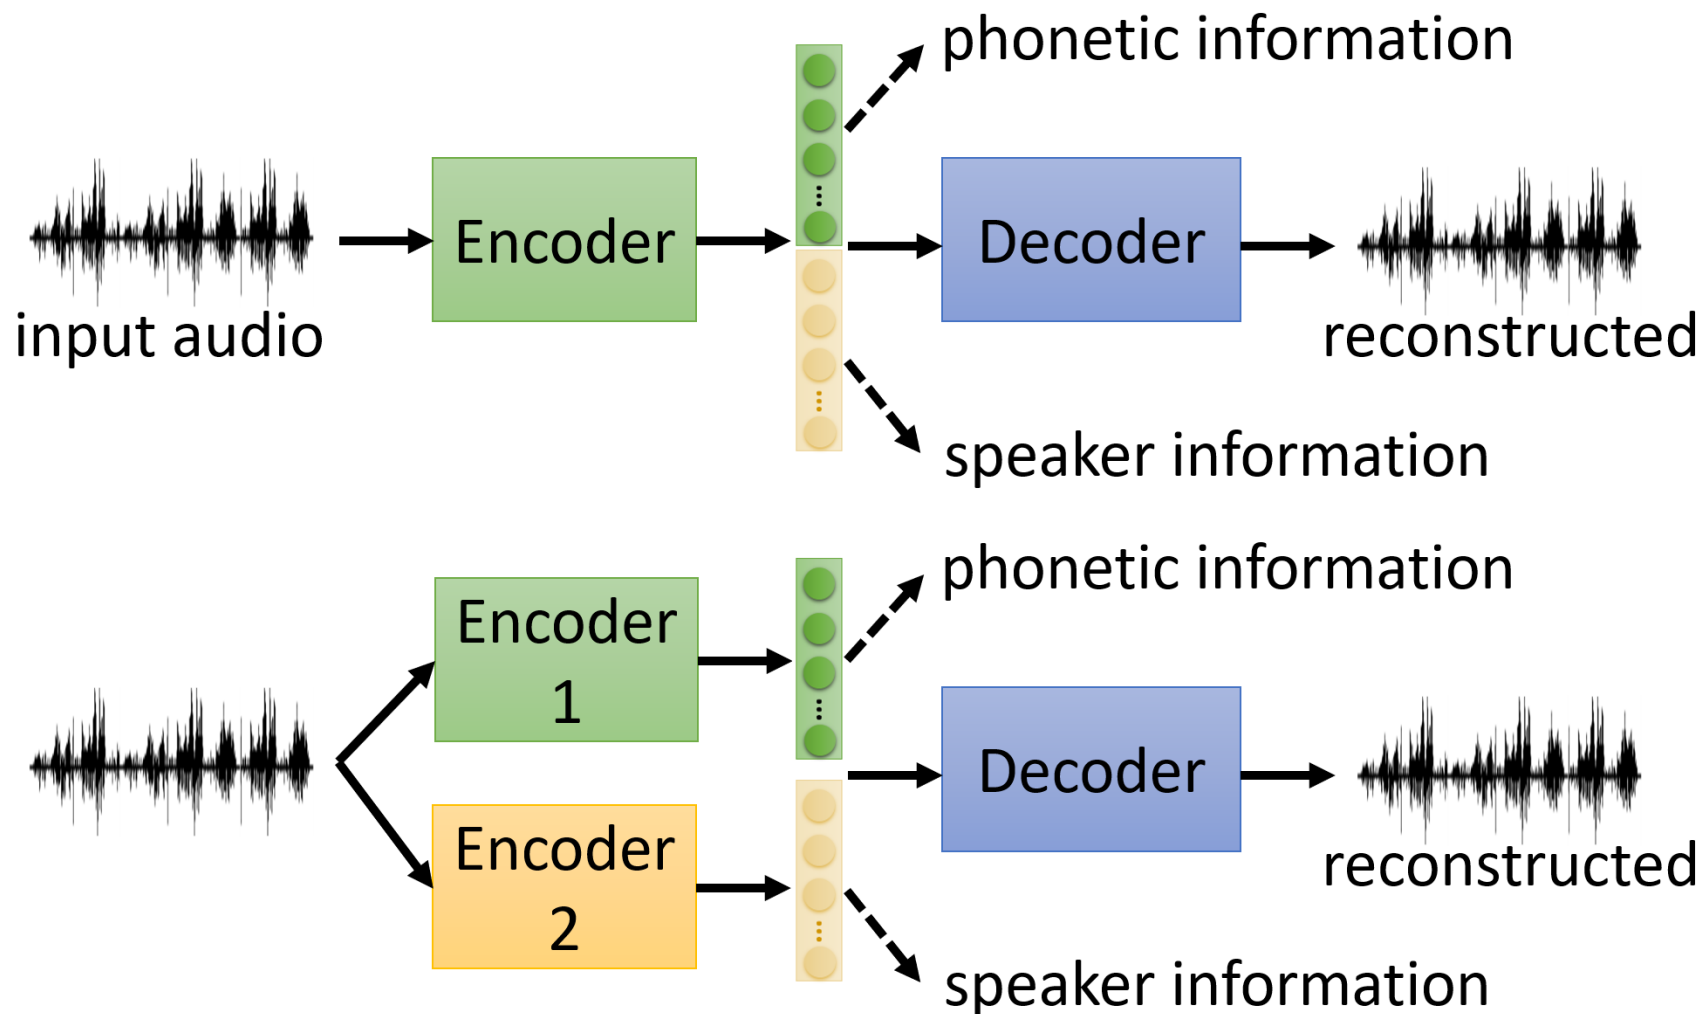 phonetic information
Encoder
Decoder
input audio
reconstructed
speaker information
phonetic information
Encoder
1
Decoder
Encoder
2
reconstructed
speaker information